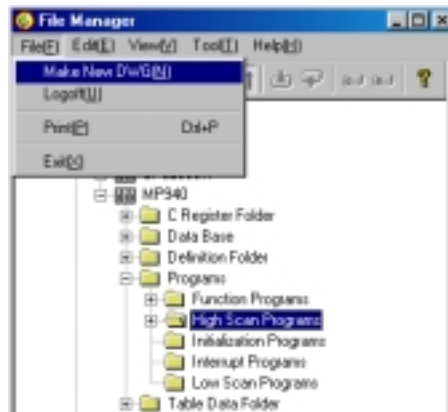 File Manager
File(F) Edit(E) View(V) Tool(T) Help(H)
Make New DWG(N)
Logoff(U)
Print(P) Ctrl+P
Exit(X)
MP940
C Register Folder
Data Base
Definition Folder
Programs
Function Programs
High Scan Programs
Initialization Programs
Interrupt Programs
Low Scan Programs
Table Data Folder